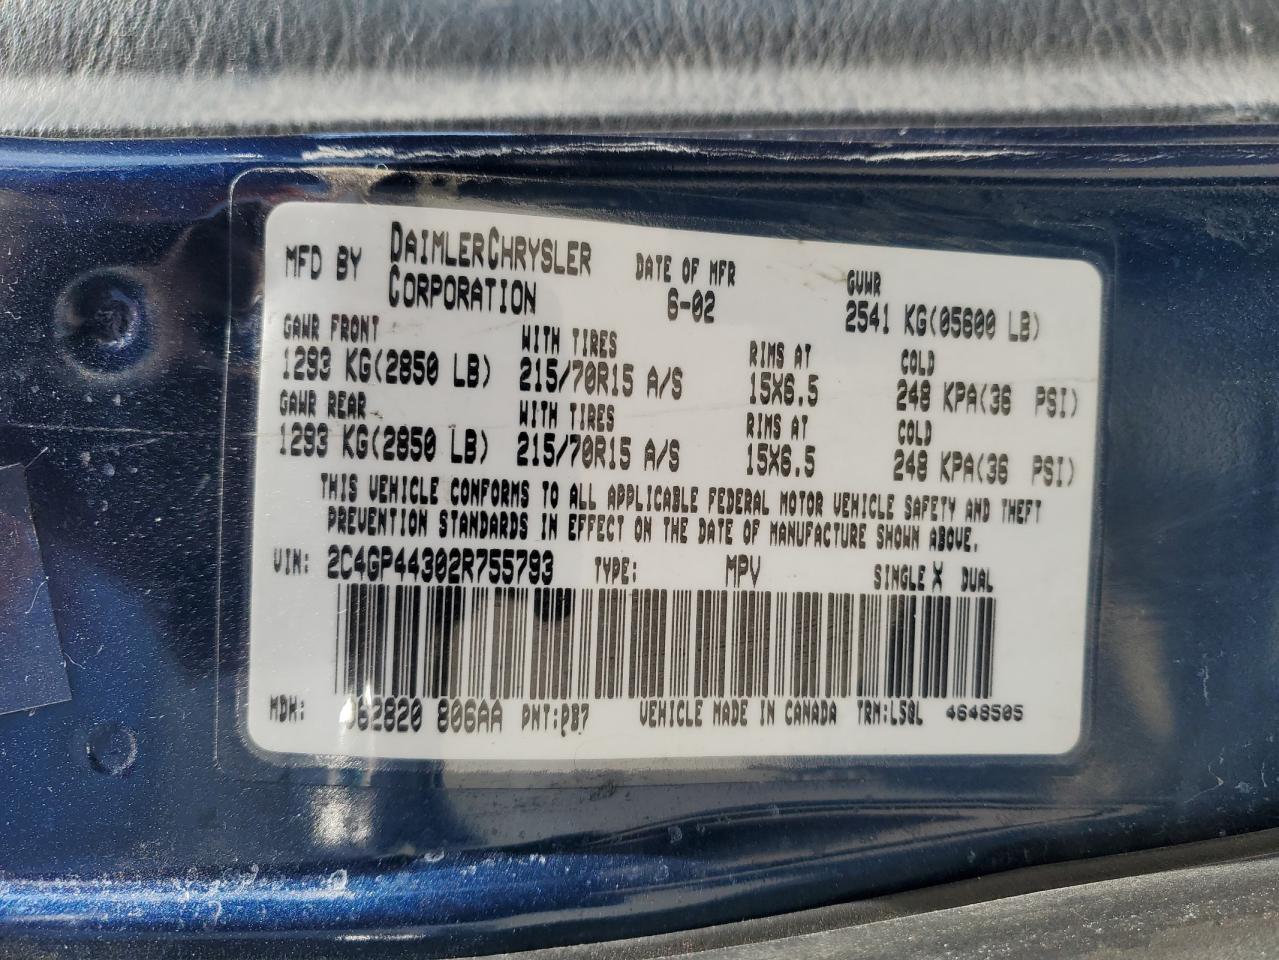 MFD BY DAIMLERCHRYSLER CORPORATION DATE OF MFR 6-02 GVWR 2541 KG(05600 LB)
GAWR FRONT WITH TIRES RIMS AT COLD
1293 KG(2850 LB) 215/70R15 A/S 15X6.5 248 KPA(36 PSI)
GAWR REAR WITH TIRES RIMS AT COLD
1293 KG(2850 LB) 215/70R15 A/S 15X6.5 248 KPA(36 PSI)
THIS VEHICLE CONFORMS TO ALL APPLICABLE FEDERAL MOTOR VEHICLE SAFETY AND THEFT
PREVENTION STANDARDS IN EFFECT ON THE DATE OF MANUFACTURE SHOWN ABOVE.
VIN: 2C4GP44302R755793 TYPE: MPV SINGLE X DUAL
MDH: 062820 806AA PNT:PB7 VEHICLE MADE IN CANADA TRM:L50L 4648505